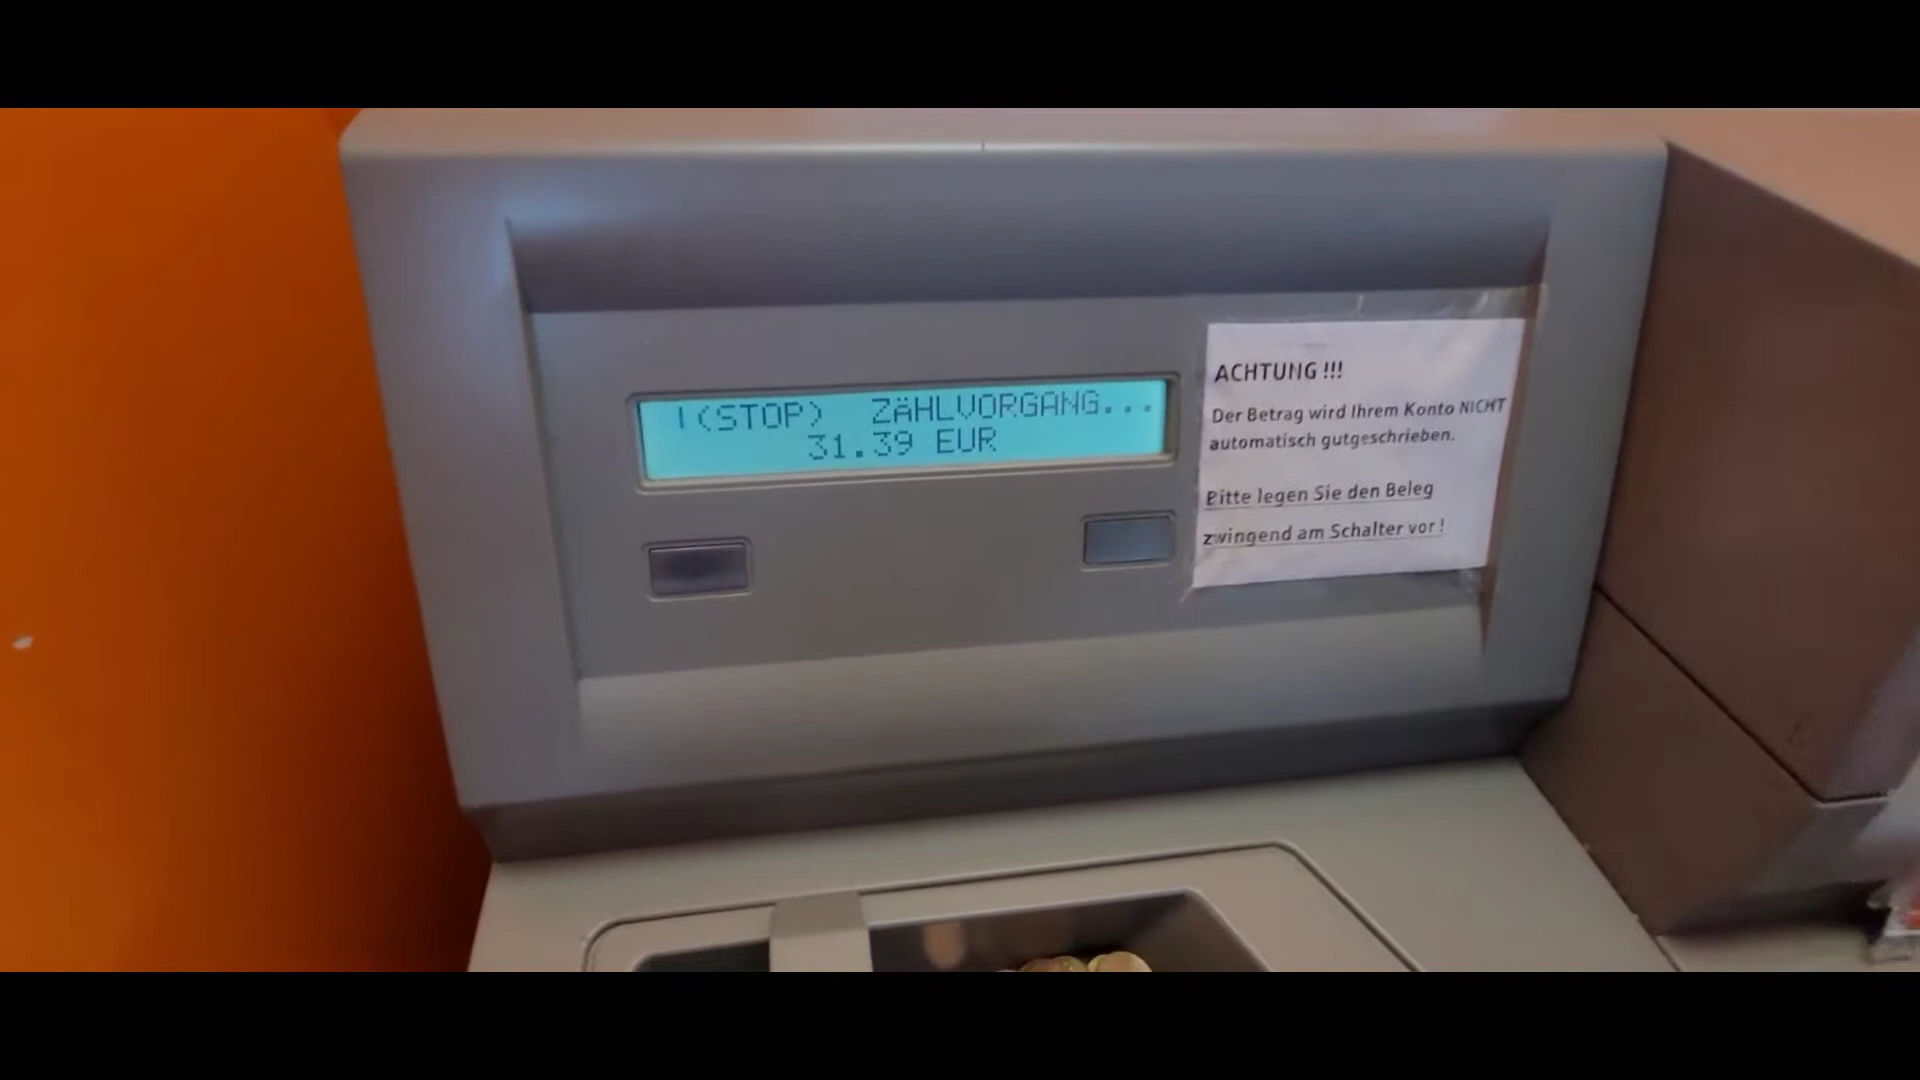 (STOP) ZäHLVORGANG...
31.39 EUR
ACHTUNG !!!
Der Betrag wird Ihrem Konto NICHT
automatisch gutgeschrieben.
Bitte legen Sie den Beleg
zwingend am Schalter vor!